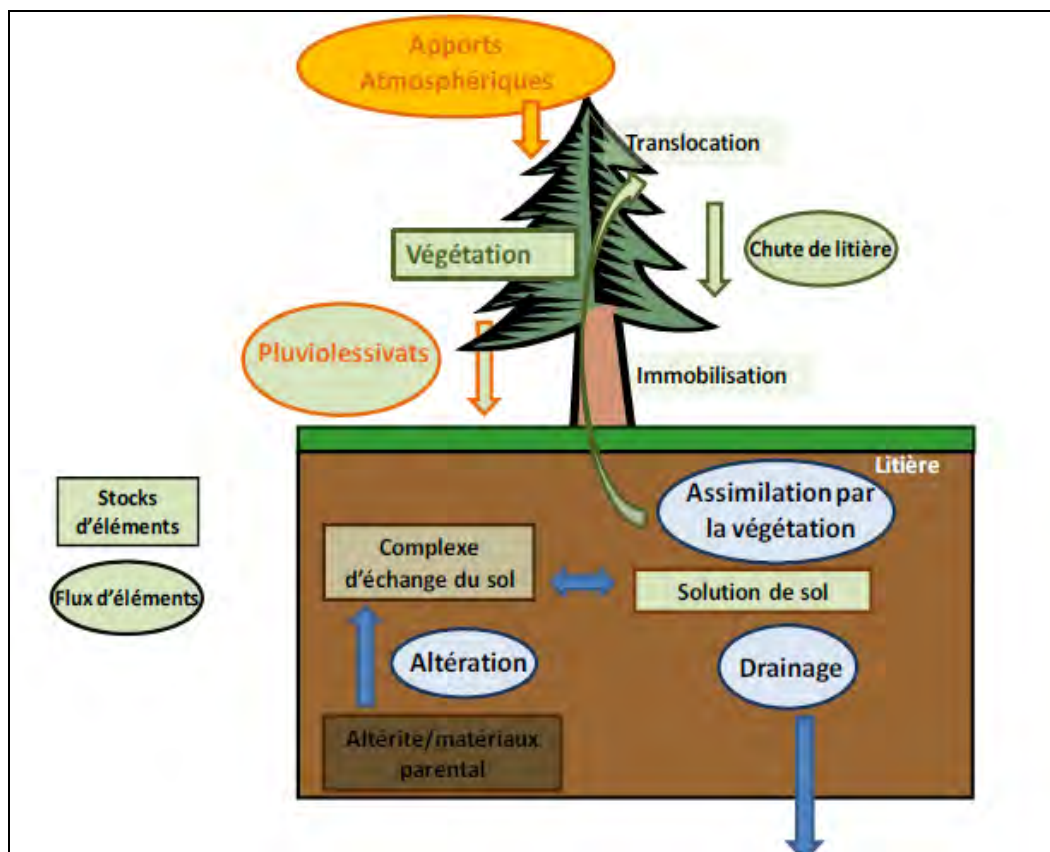 Apports
Atmosphériques
Translocation
Végétation
Chute de litière
Pluviolessivats
Immobilisation
Litière
Stocks
d'éléments
Flux d'éléments
Assimilation par
la végétation
Complexe
d'échange du sol
Solution de sol
Altération
Drainage
Altérite/matériaux
parental